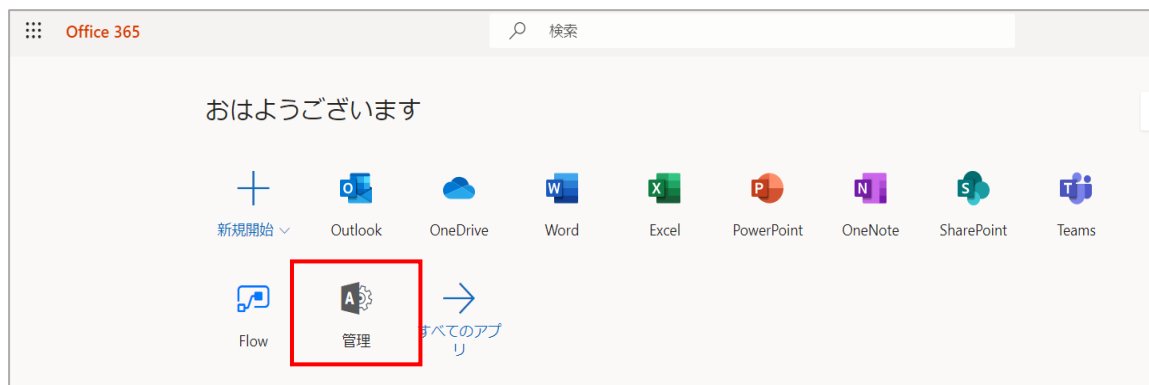 Office 365
検索
おはようございます
新規開始
Outlook
OneDrive
Word
Excel
PowerPoint
OneNote
SharePoint
Teams
Flow
管理
すべてのアプ
リ